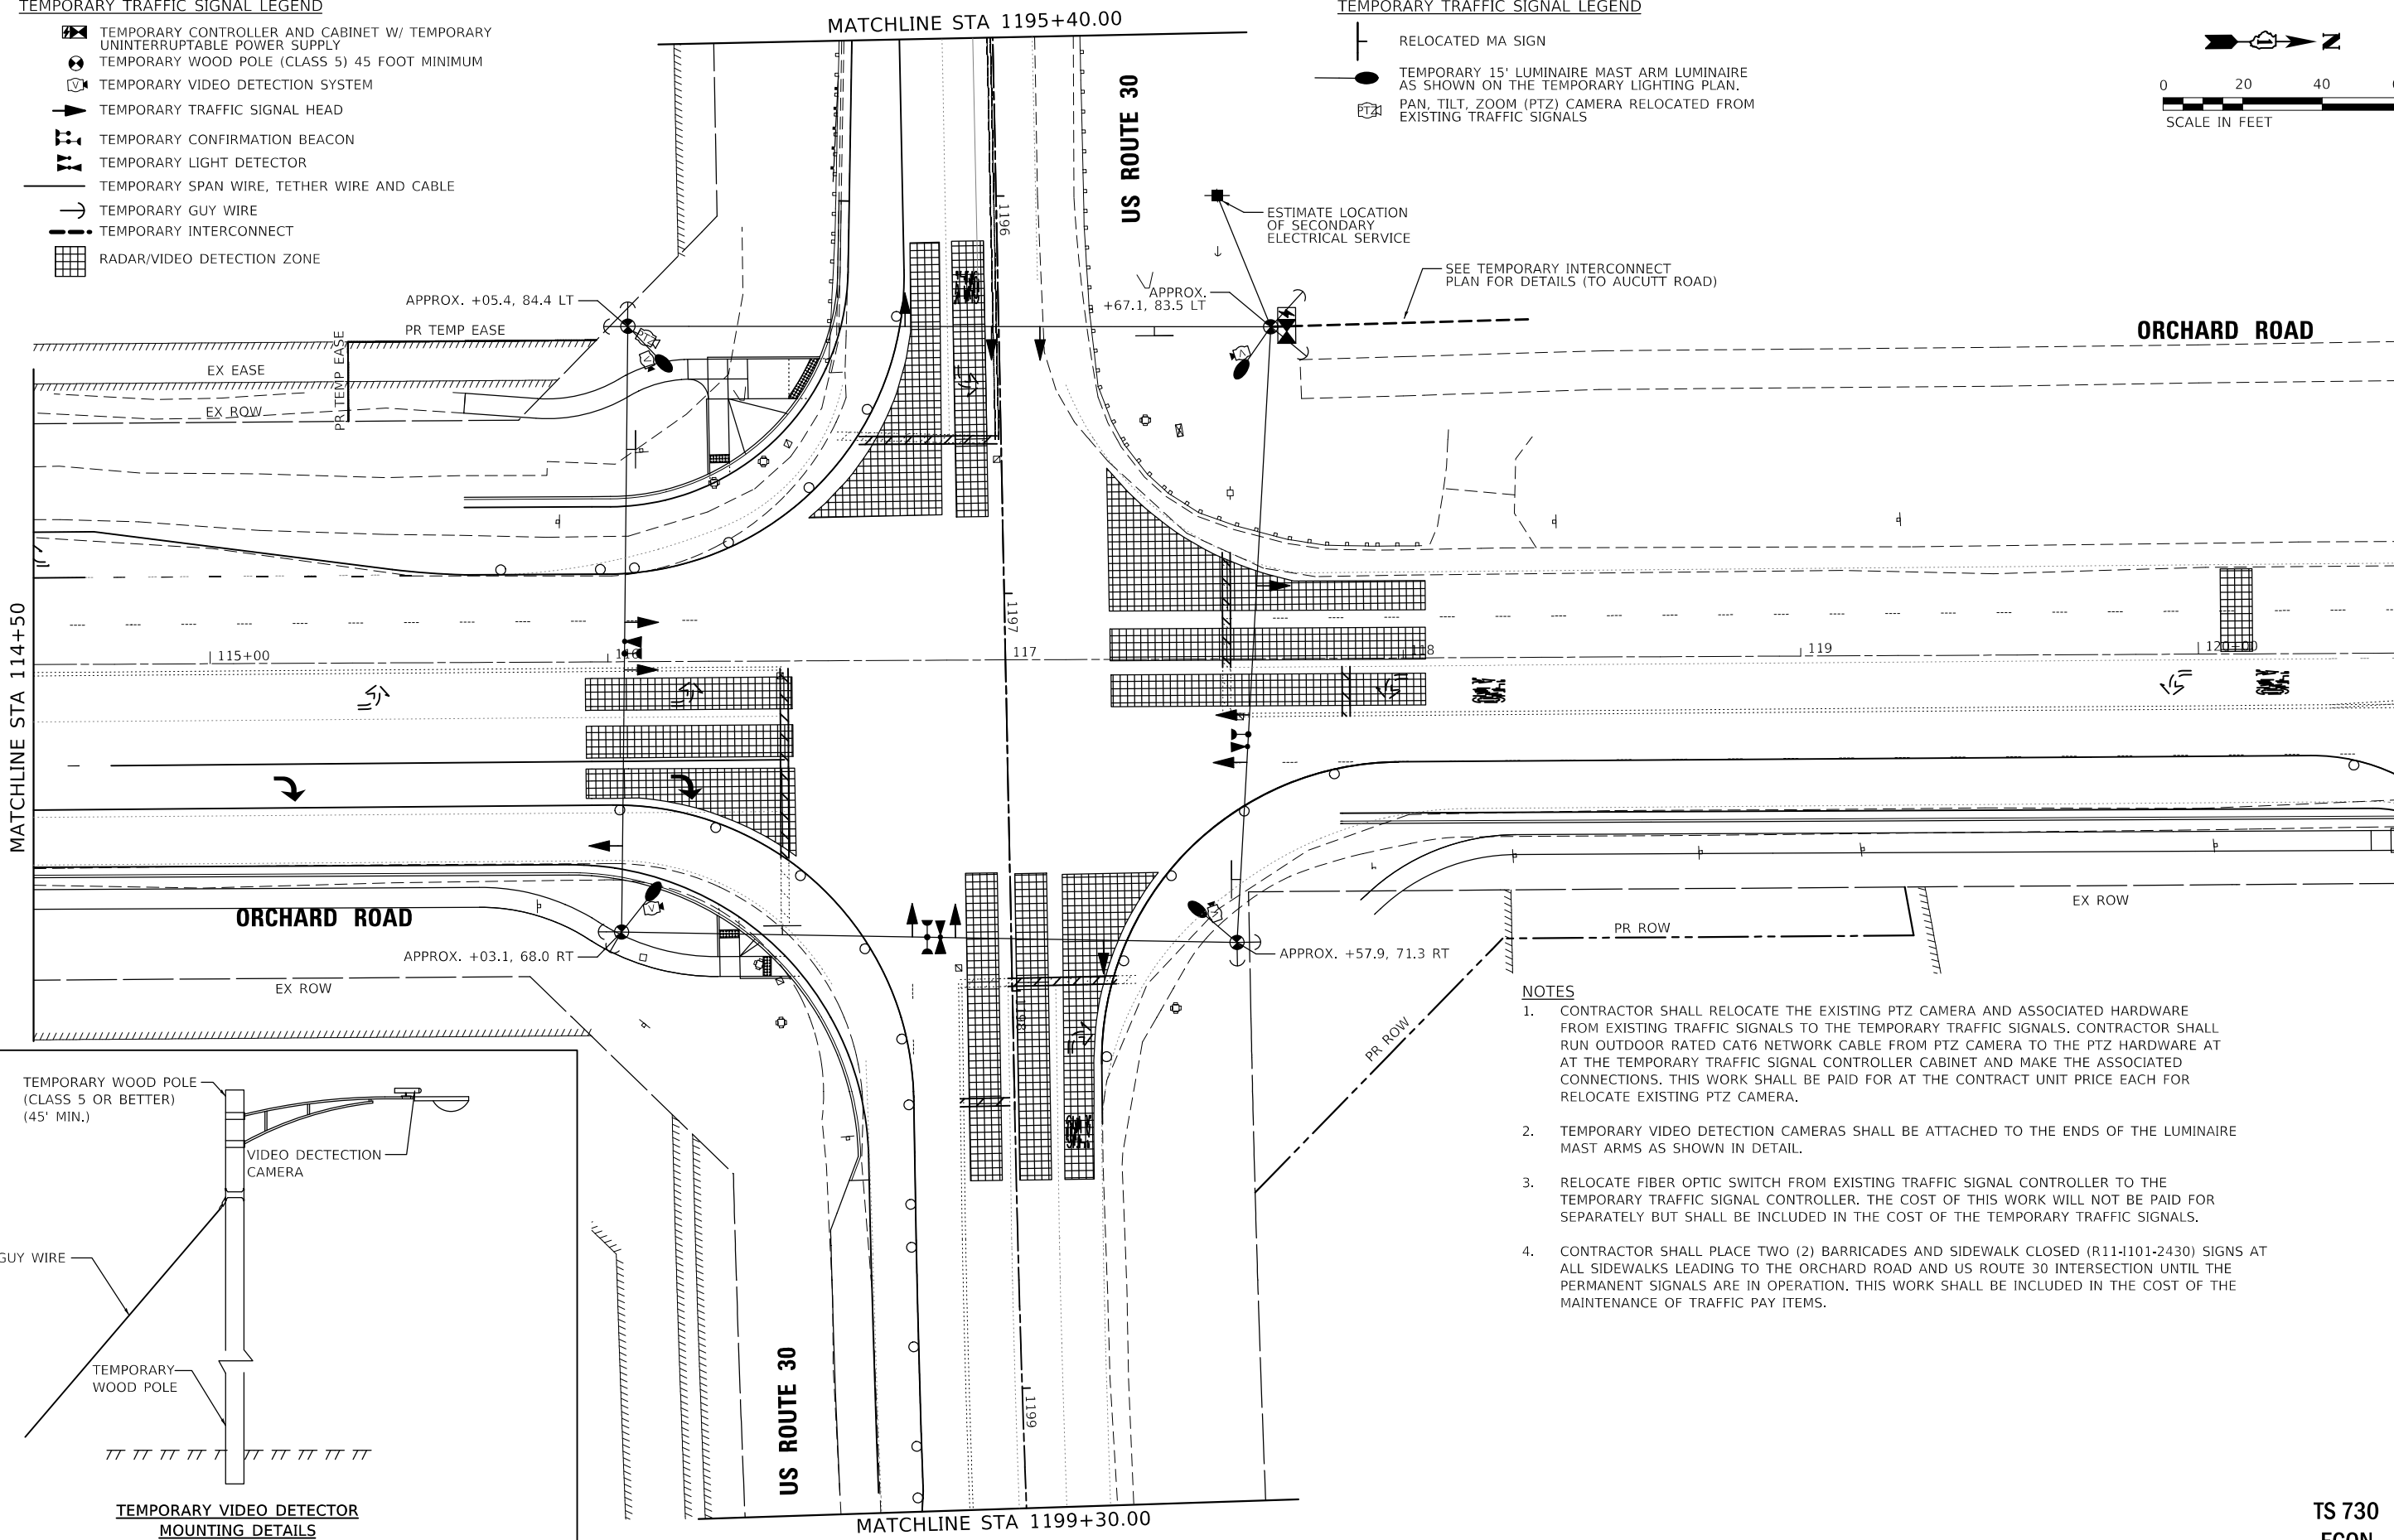 TEMPORARY TRAFFIC SIGNAL LEGEND
TEMPORARY CONTROLLER AND CABINET W/ TEMPORARY
UNINTERRUPTABLE POWER SUPPLY
TEMPORARY WOOD POLE (CLASS 5) 45 FOOT MINIMUM
V
TEMPORARY VIDEO DETECTION SYSTEM
TEMPORARY TRAFFIC SIGNAL HEAD
TEMPORARY CONFIRMATION BEACON
TEMPORARY LIGHT DETECTOR
TEMPORARY SPAN WIRE, TETHER WIRE AND CABLE
TEMPORARY GUY WIRE
TEMPORARY INTERCONNECT
RADAR/VIDEO DETECTION ZONE
MATCHLINE STA 1195+40.00
US ROUTE 30
TEMPORARY TRAFFIC SIGNAL LEGEND
RELOCATED MA SIGN
TEMPORARY 15' LUMINAIRE MAST ARM LUMINAIRE
AS SHOWN ON THE TEMPORARY LIGHTING PLAN.
PTZ
PAN, TILT, ZOOM (PTZ) CAMERA RELOCATED FROM
EXISTING TRAFFIC SIGNALS
N
0 20 40
SCALE IN FEET
1196
ESTIMATE LOCATION
OF SECONDARY
ELECTRICAL SERVICE
SEE TEMPORARY INTERCONNECT
PLAN FOR DETAILS (TO AUCUTT ROAD)
APPROX. +05.4, 84.4 LT
APPROX.
+67.1, 83.5 LT
PR TEMP EASE
PR TEMP EASE
PTZ
V
V
ORCHARD ROAD
EX EASE
EX ROW
MATCHLINE STA 114+50
1197
115+00
116
117
118
119
120+00
ORCHARD ROAD
V
APPROX. +03.1, 68.0 RT
EX ROW
APPROX. +57.9, 71.3 RT
PR ROW
EX ROW
PR ROW
1198
1199
NOTES
1. CONTRACTOR SHALL RELOCATE THE EXISTING PTZ CAMERA AND ASSOCIATED HARDWARE
FROM EXISTING TRAFFIC SIGNALS TO THE TEMPORARY TRAFFIC SIGNALS. CONTRACTOR SHALL
RUN OUTDOOR RATED CAT6 NETWORK CABLE FROM PTZ CAMERA TO THE PTZ HARDWARE AT
AT THE TEMPORARY TRAFFIC SIGNAL CONTROLLER CABINET AND MAKE THE ASSOCIATED
CONNECTIONS. THIS WORK SHALL BE PAID FOR AT THE CONTRACT UNIT PRICE EACH FOR
RELOCATE EXISTING PTZ CAMERA.
2. TEMPORARY VIDEO DETECTION CAMERAS SHALL BE ATTACHED TO THE ENDS OF THE LUMINAIRE
MAST ARMS AS SHOWN IN DETAIL.
3. RELOCATE FIBER OPTIC SWITCH FROM EXISTING TRAFFIC SIGNAL CONTROLLER TO THE
TEMPORARY TRAFFIC SIGNAL CONTROLLER. THE COST OF THIS WORK WILL NOT BE PAID FOR
SEPARATELY BUT SHALL BE INCLUDED IN THE COST OF THE TEMPORARY TRAFFIC SIGNALS.
4. CONTRACTOR SHALL PLACE TWO (2) BARRICADES AND SIDEWALK CLOSED (R11-I101-2430) SIGNS AT
ALL SIDEWALKS LEADING TO THE ORCHARD ROAD AND US ROUTE 30 INTERSECTION UNTIL THE
PERMANENT SIGNALS ARE IN OPERATION. THIS WORK SHALL BE INCLUDED IN THE COST OF THE
MAINTENANCE OF TRAFFIC PAY ITEMS.
TEMPORARY WOOD POLE
(CLASS 5 OR BETTER)
(45' MIN.)
VIDEO DECTECTION
CAMERA
GUY WIRE
TEMPORARY
WOOD POLE
TEMPORARY VIDEO DETECTOR
MOUNTING DETAILS
US ROUTE 30
MATCHLINE STA 1199+30.00
TS 730
ECON